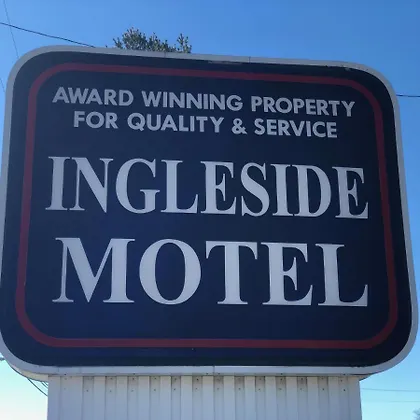 AWARD WINNING PROPERTY
FOR QUALITY & SERVICE
INGLESIDE
MOTEL